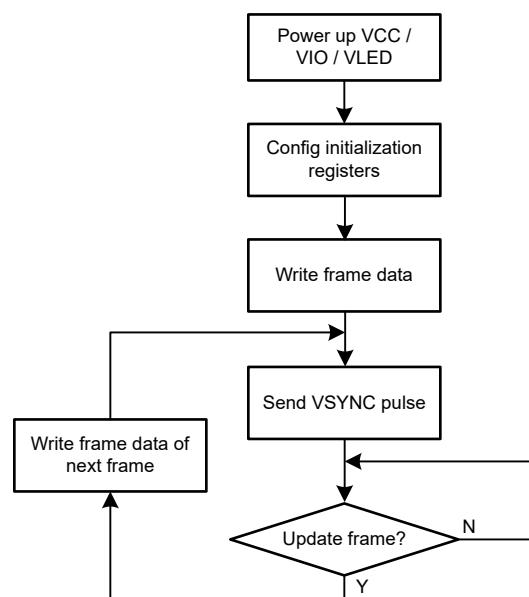 Power up VCC /
VIO / VLED
Config initialization
registers
Write frame data
Send VSYNC pulse
Write frame data of
next frame
Update frame?
N
Y